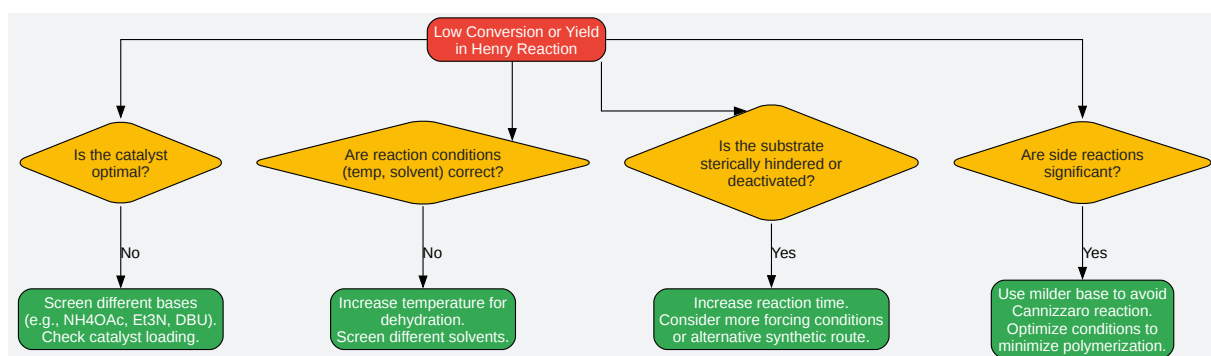 Low Conversion or Yield
in Henry Reaction
Is the catalyst
optimal?
Are reaction conditions
(temp, solvent) correct?
Is the substrate
sterically hindered or
deactivated?
Are side reactions
significant?
No
No
Yes
Yes
Screen different bases
(e.g., NH4OAc, Et3N, DBU).
Check catalyst loading.
Increase temperature for
dehydration.
Screen different solvents.
Increase reaction time.
Consider more forcing conditions
or alternative synthetic route.
Use milder base to avoid
Cannizzaro reaction.
Optimize conditions to
minimize polymerization.